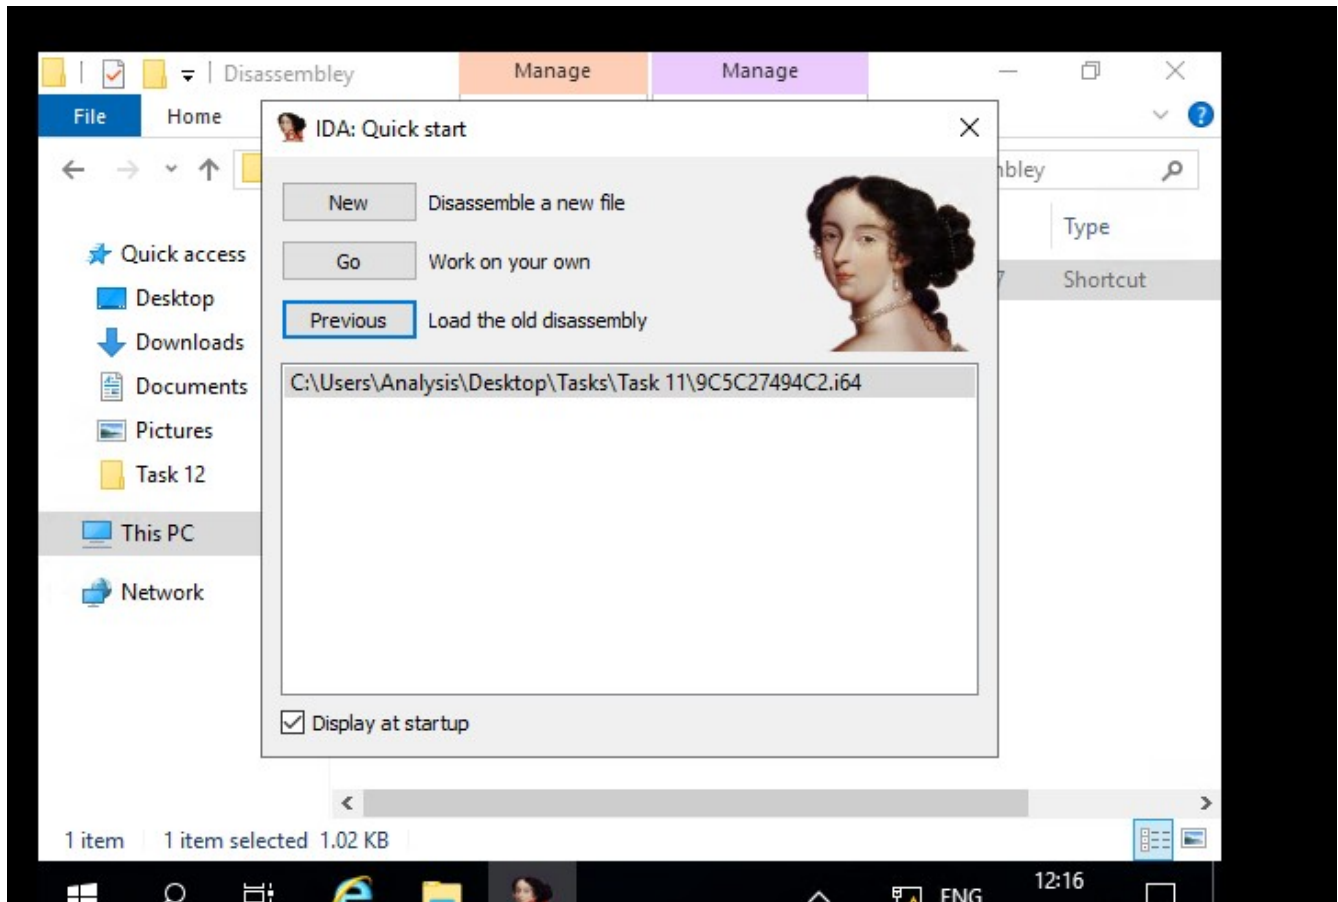 Disassembley
Manage
Manage
File
Home
IDA: Quick start
New
Disassemble a new file
Go
Work on your own
Previous
Load the old disassembly
C:\Users\Analysis\Desktop\Tasks\Task 11\9C5C27494C2.i64
Display at startup
Quick access
Desktop
Downloads
Documents
Pictures
Task 12
This PC
Network
nbley
Type
7
Shortcut
1 item
1 item selected 1.02 KB
ENG
12:16